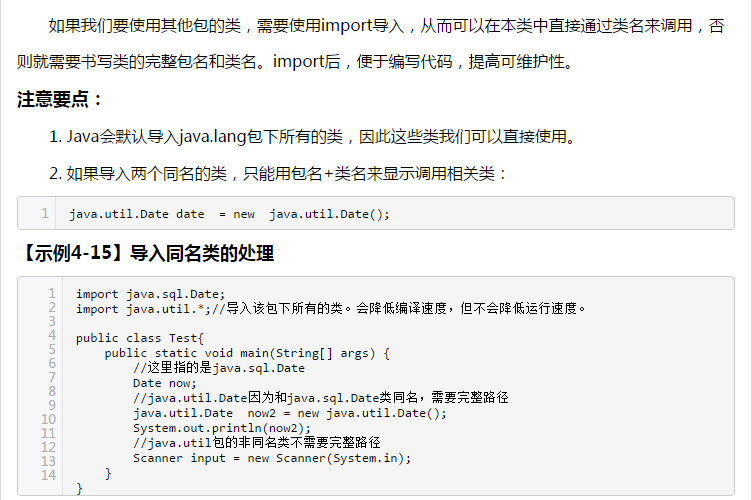 如果我们要使用其他包的类，需要使用import导入，从而可以在本类中直接通过类名来调用，否
则就需要书写类的完整包名和类名。import后，便于编写代码，提高可维护性。
注意要点：
1. Java会默认导入java.lang包下所有的类，因此这些类我们可以直接使用。
2. 如果导入两个同名的类，只能用包名+类名来显示调用相关类：
1 java.util.Date date  = new  java.util.Date();
【示例4-15】导入同名类的处理
1 import java.sql.Date;
2 import java.util.*;//导入该包下所有的类。会降低编译速度，但不会降低运行速度。
3
4 public class Test{
5     public static void main(String[] args) {
6         //这里指的是java.sql.Date
7         Date now;
8         //java.util.Date因为和java.sql.Date类同名，需要完整路径
9         java.util.Date  now2 = new java.util.Date();
10         System.out.println(now2);
11         //java.util包的非同名类不需要完整路径
12         Scanner input = new Scanner(System.in);
13     }
14 }